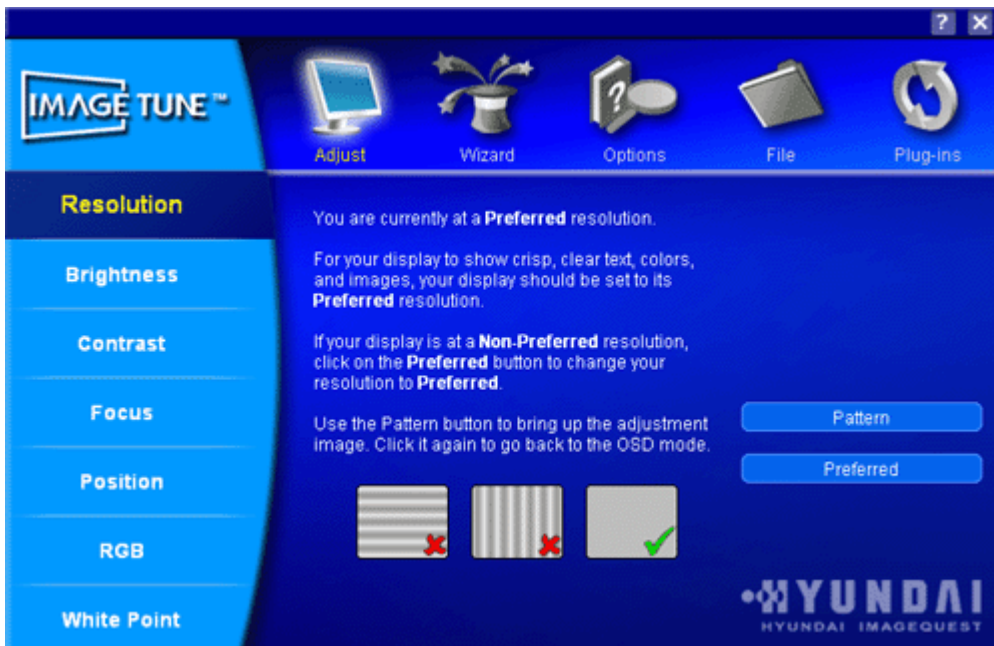 ? X
IMAGE TUNE™
Adjust
Wizard
?
Options
File
Plug-ins
Resolution
Brightness
Contrast
Focus
Position
RGB
White Point
You are currently at a Preferred resolution.
For your display to show crisp, clear text, colors,
and images, your display should be set to its
Preferred resolution.
If your display is at a Non-Preferred resolution,
click on the Preferred button to change your
resolution to Preferred.
Use the Pattern button to bring up the adjustment
image. Click it again to go back to the OSD mode.
Pattern
Preferred
HYUNDAI
HYUNDAI IMAGEQUEST